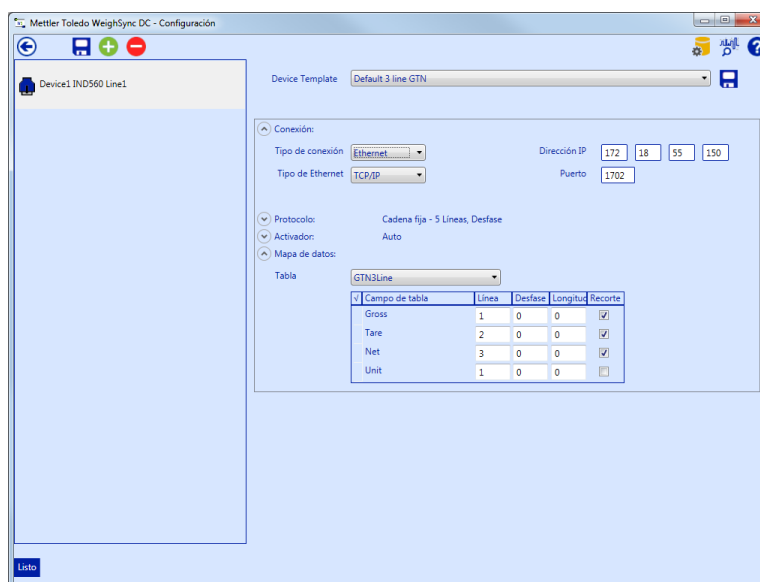 Mettler Toledo WeighSync DC - Configuración
Device1 IND560 Line1
Device Template Default 3 line GTN
Conexión:
Tipo de conexión Ethernet Dirección IP 172 18 55 150
Tipo de Ethernet TCP/IP Puerto 1702
Protocolo: Cadena fija - 5 Líneas, Desfase
Activador: Auto
Mapa de datos:
Tabla GTN3Line
√ Campo de tabla Línea Desfase Longitud Recorte
Gross 1 0 0
Tare 2 0 0
Net 3 0 0
Unit 1 0 0
Listo